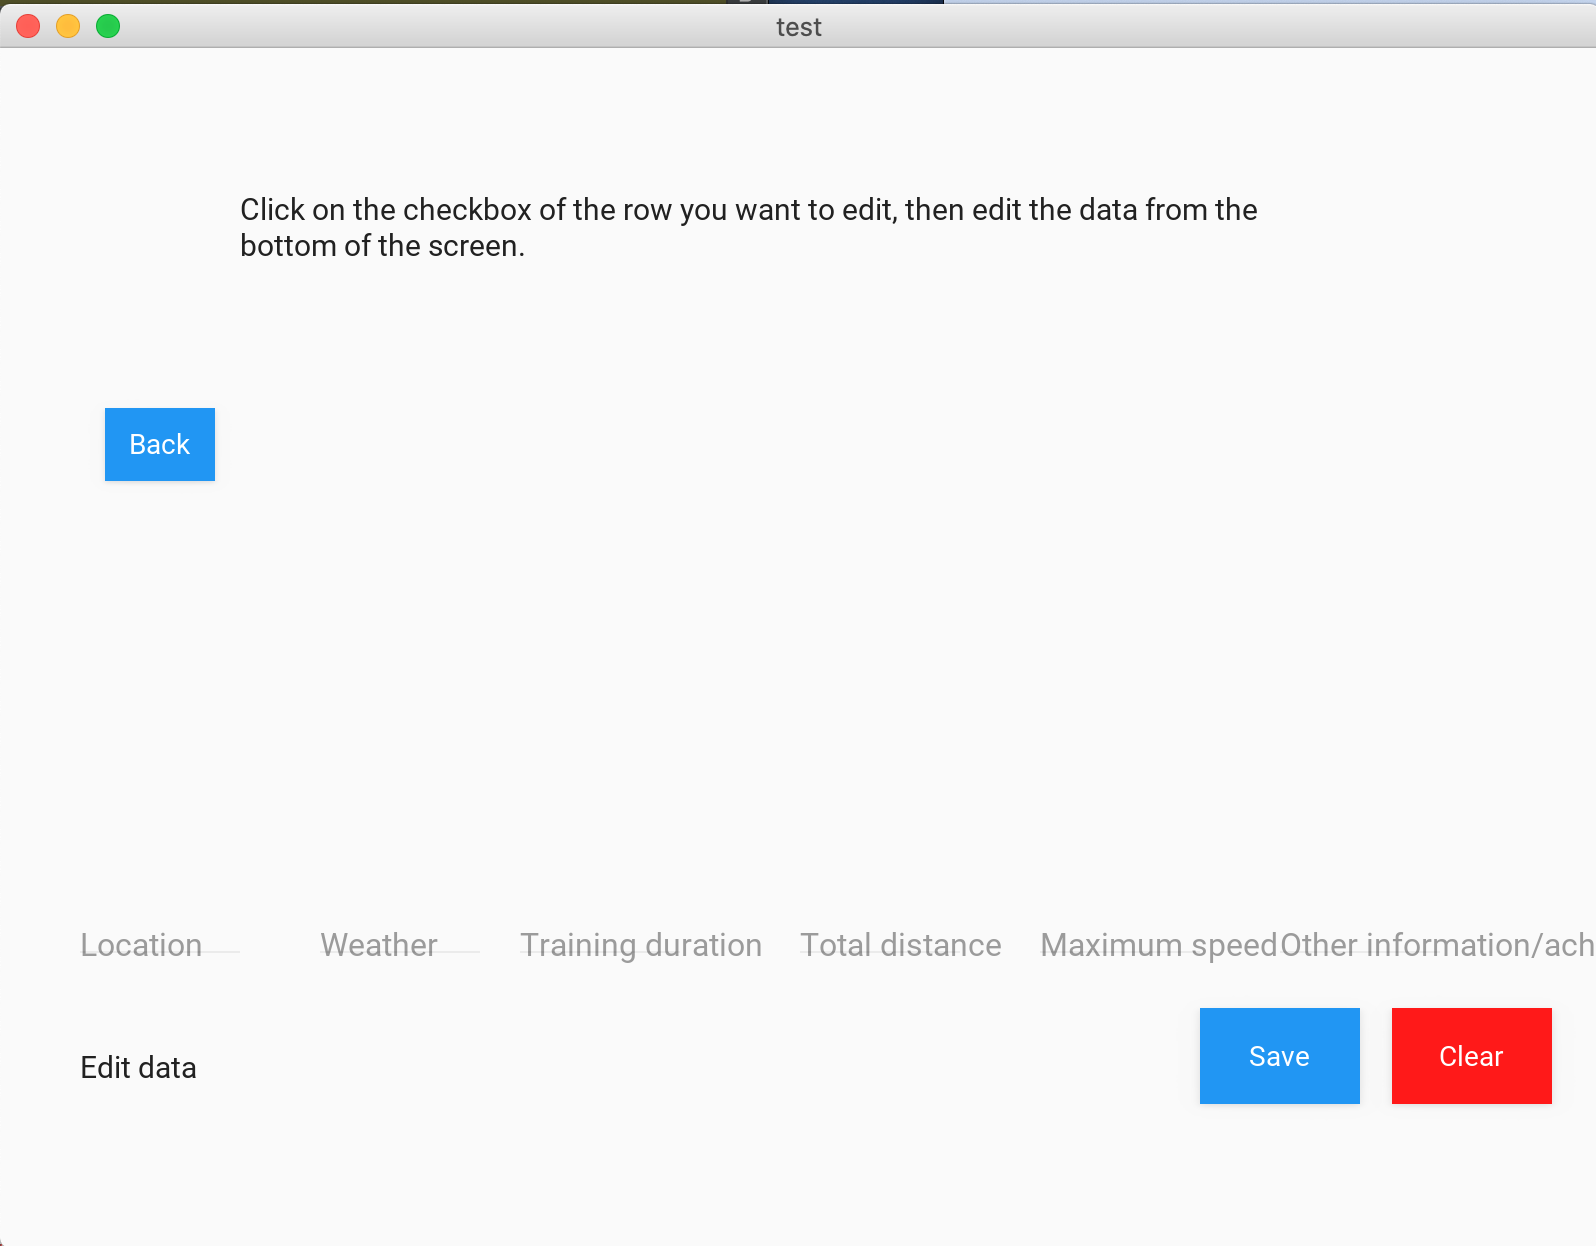 test
Click on the checkbox of the row you want to edit, then edit the data from the
bottom of the screen.
Back
Location Weather Training duration Total distance Maximum speed Other information/ach
Edit data Save Clear